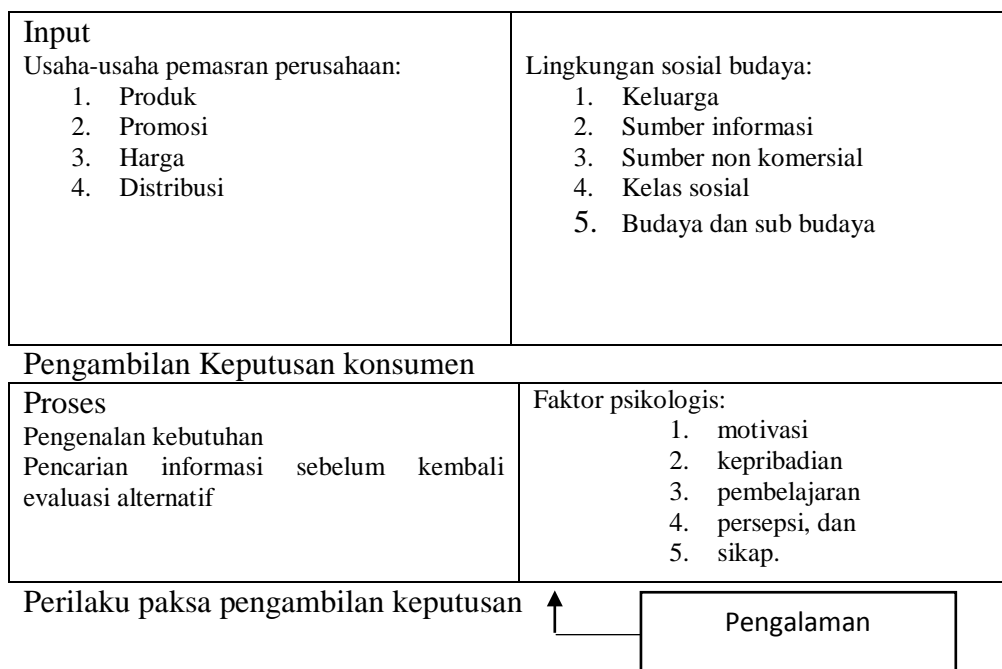 Input
Usaha-usaha pemasran perusahaan:
1. Produk
2. Promosi
3. Harga
4. Distribusi
Lingkungan sosial budaya:
1. Keluarga
2. Sumber informasi
3. Sumber non komersial
4. Kelas sosial
5. Budaya dan sub budaya
Pengambilan Keputusan konsumen
Proses
Pengenalan kebutuhan
Pencarian informasi sebelum kembali
evaluasi alternatif
Faktor psikologis:
1. motivasi
2. kepribadian
3. pembelajaran
4. persepsi, dan
5. sikap.
Perilaku paksa pengambilan keputusan
Pengalaman